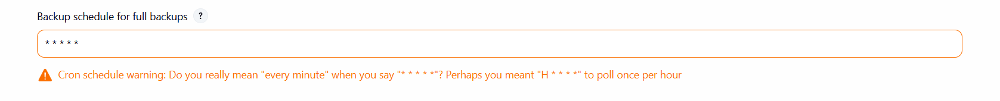 Backup schedule for full backups ?
* * * * *
Cron schedule warning: Do you really mean "every minute" when you say "* * * * *"? Perhaps you meant "H * * * *" to poll once per hour